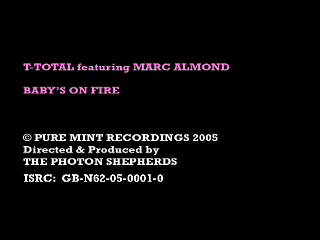 T-TOTAL featuring MARC ALMOND
BABY'S ON FIRE
© PURE MINT RECORDINGS 2005
Directed & Produced by
THE PHOTON SHEPHERDS
ISRC: GB-N62-05-0001-0